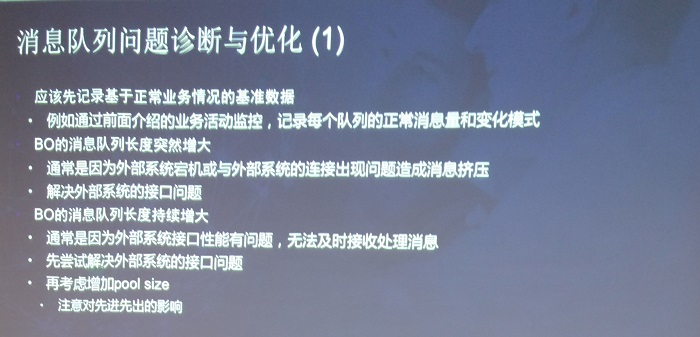 消息队列问题诊断与优化 (1)
应该先记录基于正常业务情况的基准数据
• 例如通过前面介绍的业务活动监控，记录每个队列的正常消息量和变化模式
BO的消息队列长度突然增大
• 通常是因为外部系统宕机或与外部系统的连接出现问题造成消息挤压
• 解决外部系统的接口问题
BO的消息队列长度持续增大
• 通常是因为外部系统接口性能有问题，无法及时接收处理消息
• 先尝试解决外部系统的接口问题
• 再考虑增加pool size
• 注意对先进先出的影响